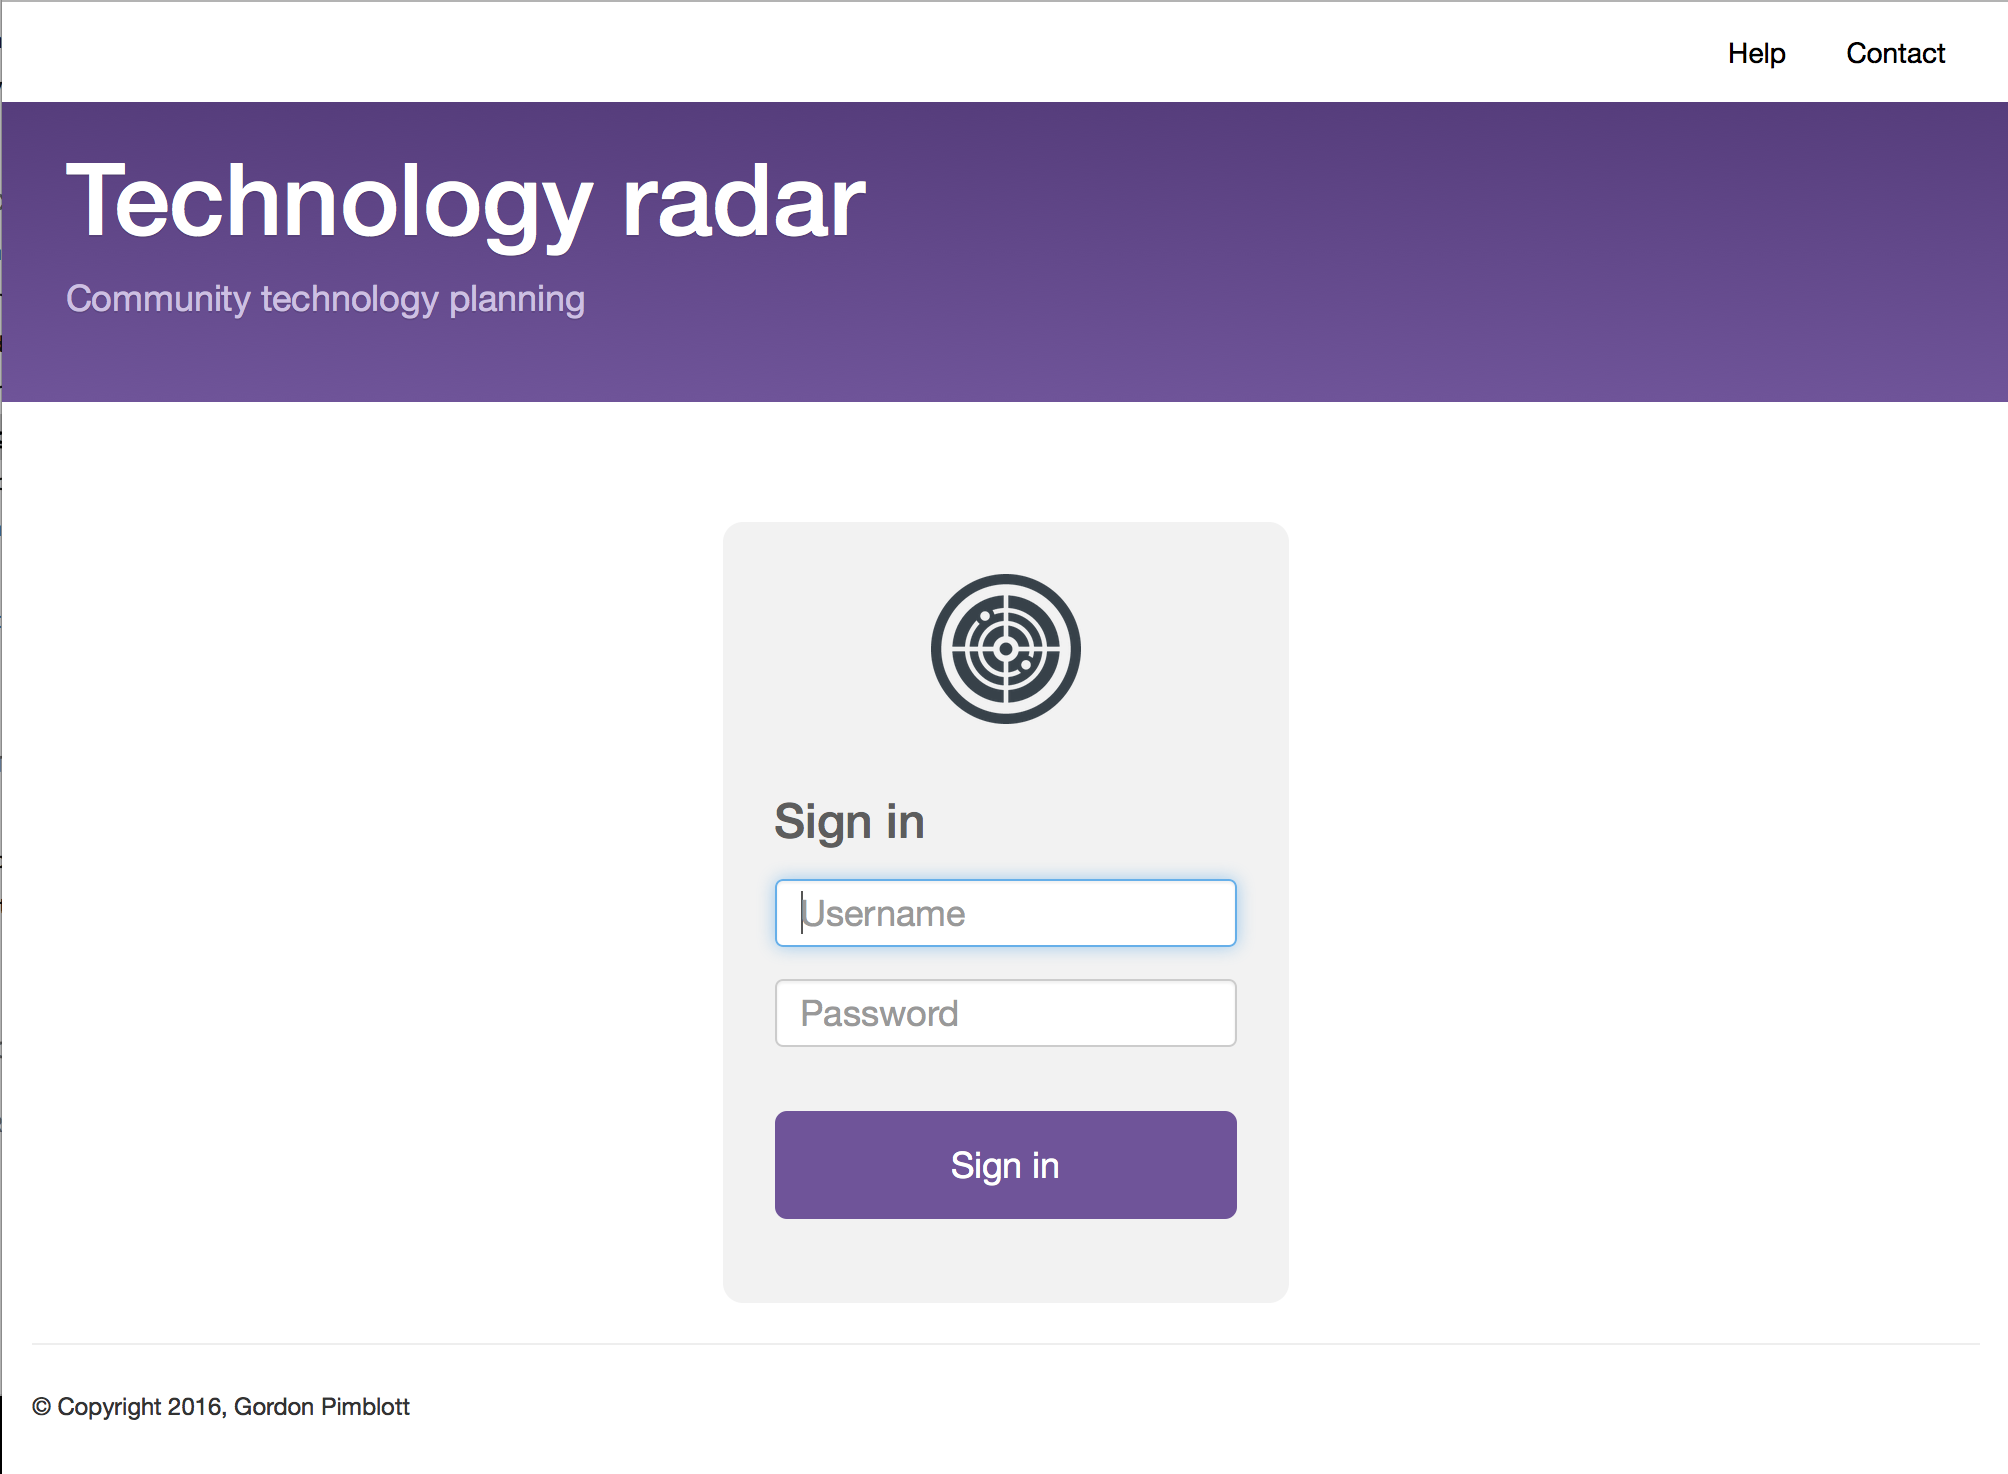 Help Contact
Technology radar
Community technology planning
Sign in
Username
Password
Sign in
© Copyright 2016, Gordon Pimblott